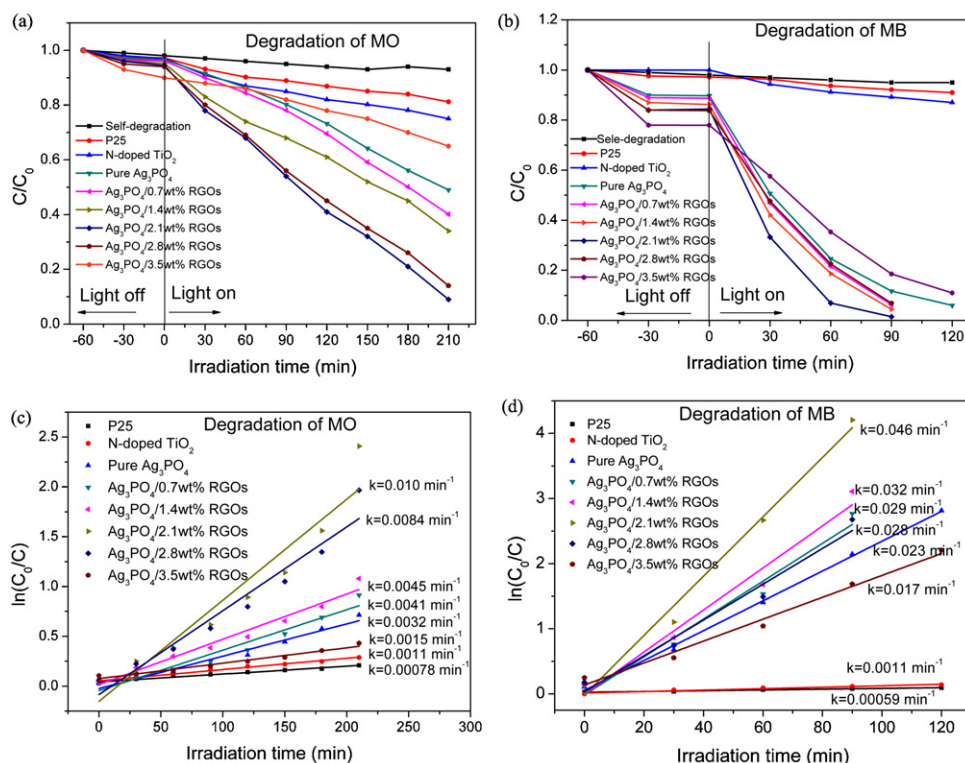 (a)
Degradation of MO
C/C₀
1.0
0.8
0.6
0.4
0.2
0.0
Self-degradation
P25
N-doped TiO₂
Pure Ag₃PO₄
Ag₃PO₄/0.7wt% RGOs
Ag₃PO₄/1.4wt% RGOs
Ag₃PO₄/2.1wt% RGOs
Ag₃PO₄/2.8wt% RGOs
Ag₃PO₄/3.5wt% RGOs
Light off Light on
-60 -30 0 30 60 90 120 150 180 210
Irradiation time (min)
(b)
Degradation of MB
C/C₀
1.0
0.8
0.6
0.4
0.2
0.0
Sele-degradation
P25
N-doped TiO₂
Pure Ag₃PO₄
Ag₃PO₄/0.7wt% RGOs
Ag₃PO₄/1.4wt% RGOs
Ag₃PO₄/2.1wt% RGOs
Ag₃PO₄/2.8wt% RGOs
Ag₃PO₄/3.5wt% RGOs
Light off Light on
-60 -30 0 30 60 90 120
Irradiation time (min)
(c)
Degradation of MO
ln(C₀/C)
2.5
2.0
1.5
1.0
0.5
0.0
P25
N-doped TiO₂
Pure Ag₃PO₄
Ag₃PO₄/0.7wt% RGOs
Ag₃PO₄/1.4wt% RGOs
Ag₃PO₄/2.1wt% RGOs
Ag₃PO₄/2.8wt% RGOs
Ag₃PO₄/3.5wt% RGOs
k=0.010 min⁻¹
k=0.0084 min⁻¹
k=0.0045 min⁻¹
k=0.0041 min⁻¹
k=0.0032 min⁻¹
k=0.0015 min⁻¹
k=0.0011 min⁻¹
k=0.00078 min⁻¹
0 50 100 150 200 250 300
Irradiation time (min)
(d)
Degradation of MB
ln(C₀/C)
4
2
0
P25
N-doped TiO₂
Pure Ag₃PO₄
Ag₃PO₄/0.7wt% RGOs
Ag₃PO₄/1.4wt% RGOs
Ag₃PO₄/2.1wt% RGOs
Ag₃PO₄/2.8wt% RGOs
Ag₃PO₄/3.5wt% RGOs
k=0.046 min⁻¹
k=0.032 min⁻¹
k=0.029 min⁻¹
k=0.028 min⁻¹
k=0.023 min⁻¹
k=0.017 min⁻¹
k=0.0011 min⁻¹
k=0.00059 min⁻¹
0 20 40 60 80 100 120
Irradiation time (min)